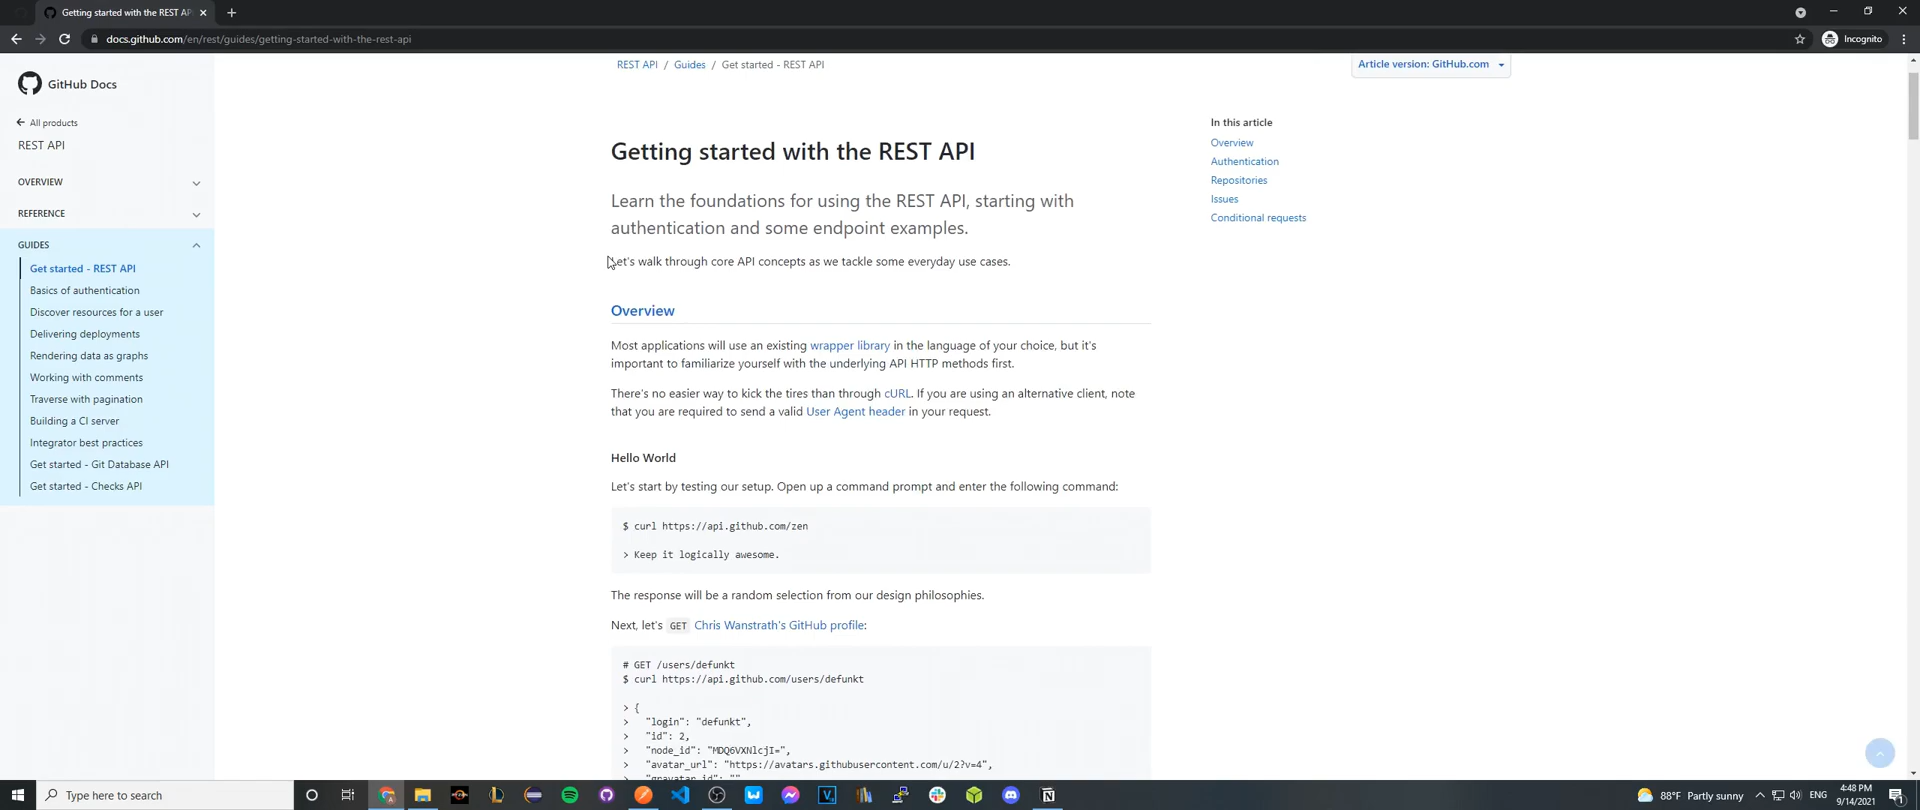 Getting started with the REST AP
docs.github.com/en/rest/guides/getting-started-with-the-rest-api
Incognito
GitHub Docs
All products
REST API
OVERVIEW
REFERENCE
GUIDES
Get started - REST API
Basics of authentication
Discover resources for a user
Delivering deployments
Rendering data as graphs
Working with comments
Traverse with pagination
Building a CI server
Integrator best practices
Get started - Git Database API
Get started - Checks API
REST API / Guides / Get started - REST API
Article version: GitHub.com
Getting started with the REST API
Learn the foundations for using the REST API, starting with
authentication and some endpoint examples.
Let's walk through core API concepts as we tackle some everyday use cases.
Overview
Most applications will use an existing wrapper library in the language of your choice, but it's
important to familiarize yourself with the underlying API HTTP methods first.
There's no easier way to kick the tires than through cURL. If you are using an alternative client, note
that you are required to send a valid User Agent header in your request.
Hello World
Let's start by testing our setup. Open up a command prompt and enter the following command:
$ curl https://api.github.com/zen
> Keep it logically awesome.
The response will be a random selection from our design philosophies.
Next, let's GET Chris Wanstrath's GitHub profile:
# GET /users/defunkt
$ curl https://api.github.com/users/defunkt
> {
> "login": "defunkt",
> "id": 2,
> "node_id": "MDQ6VXNlcjI=",
> "avatar_url": "https://avatars.githubusercontent.com/u/2?v=4",
> "gravatar_id": ""
In this article
Overview
Authentication
Repositories
Issues
Conditional requests
Type here to search
88°F Partly sunny
ENG
4:48 PM
9/14/2021